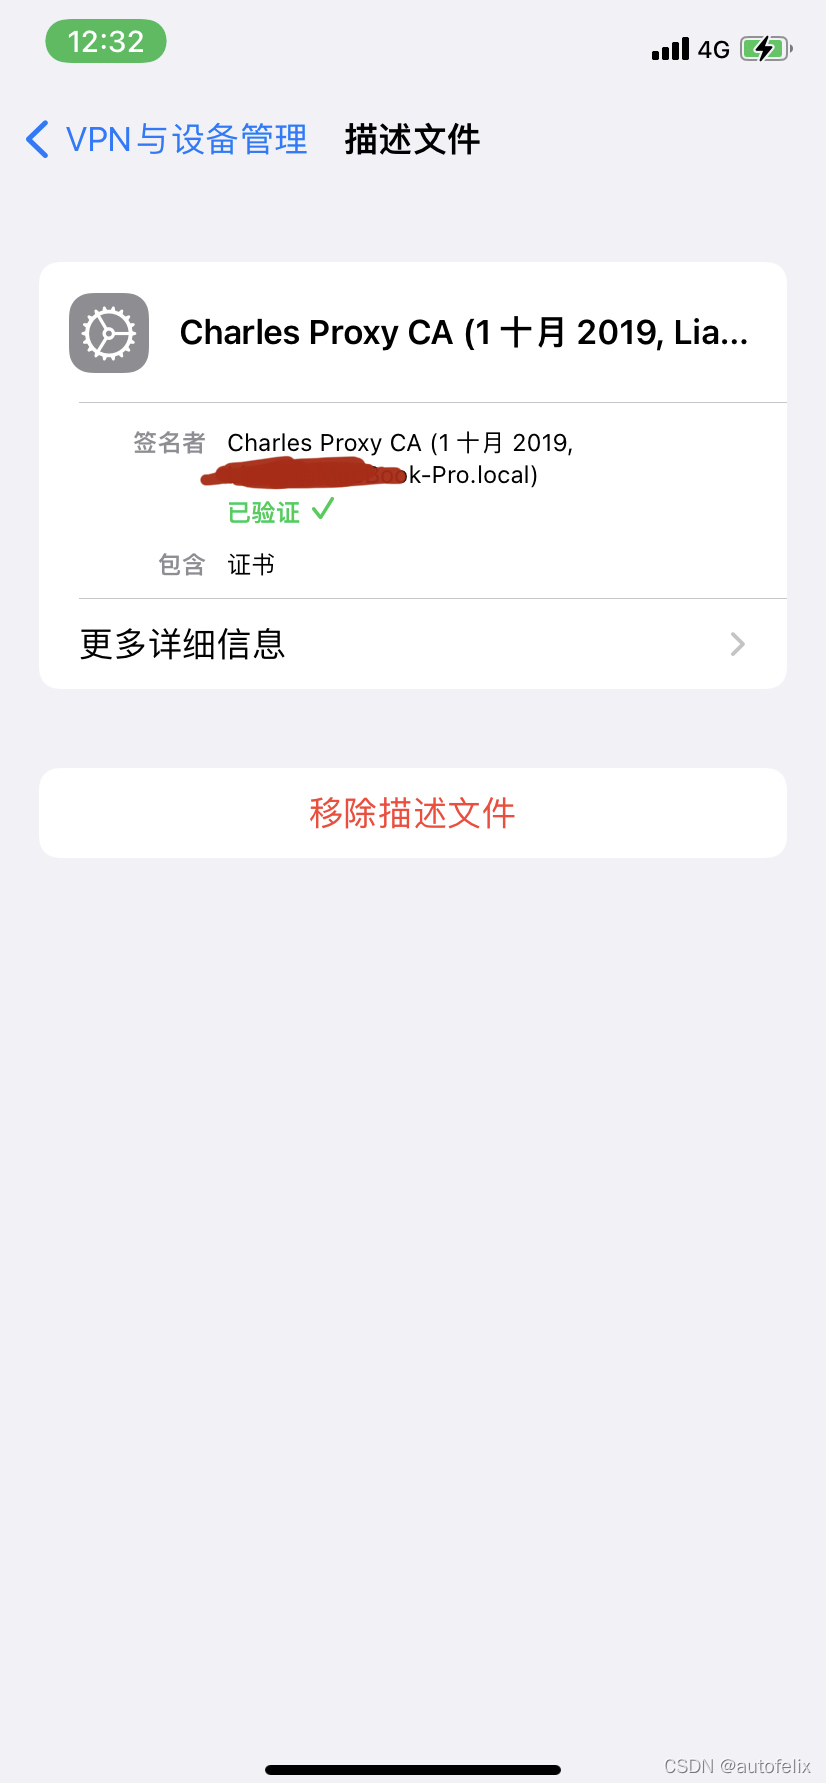 12:32
4G
VPN与设备管理 描述文件
Charles Proxy CA (1 十月 2019, Lia...
签名者 Charles Proxy CA (1 十月 2019,
ok-Pro.local)
已验证 ✓
包含 证书
更多详细信息
移除描述文件
CSDN @autofelix